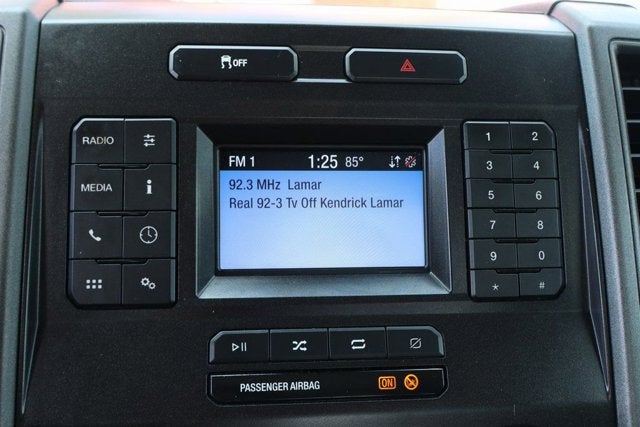 OFF
FM 1 1:25 85°
92.3 MHz Lamar
Real 92-3 Tv Off Kendrick Lamar
RADIO
MEDIA i
1 2
3 4
5 6
7 8
9 0
* #
PASSENGER AIRBAG ON